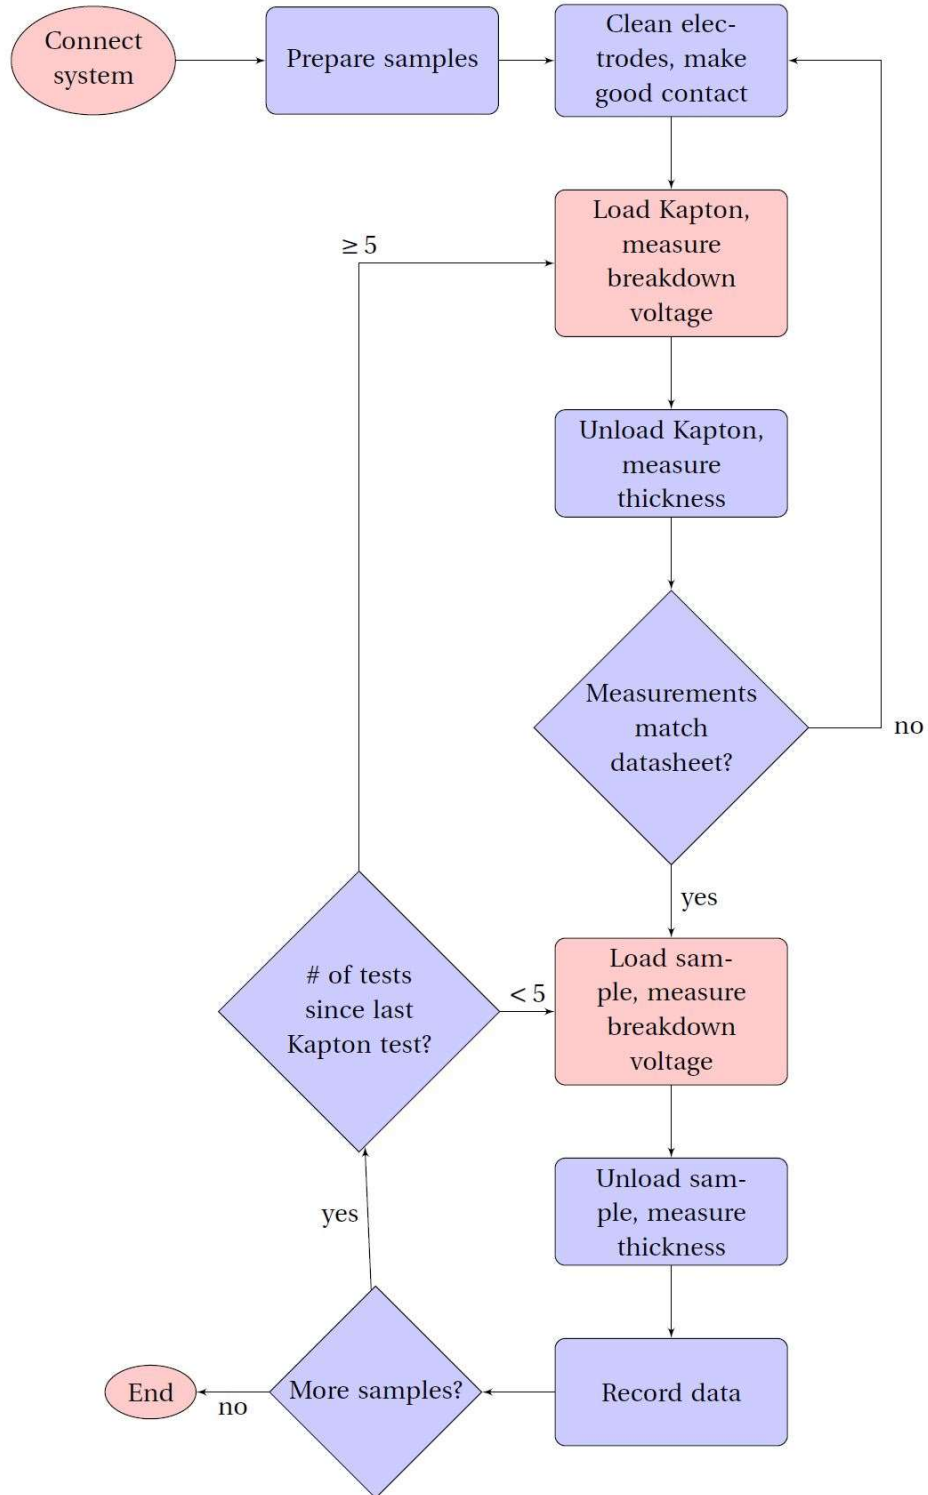 Connect
system
Prepare samples
Clean elec-
trodes, make
good contact
Load Kapton,
measure
breakdown
voltage
≥ 5
Unload Kapton,
measure
thickness
Measurements
match
datasheet?
no
yes
# of tests
since last
Kapton test?
< 5
Load sam-
ple, measure
breakdown
voltage
Unload sam-
ple, measure
thickness
yes
Record data
More samples?
no
End